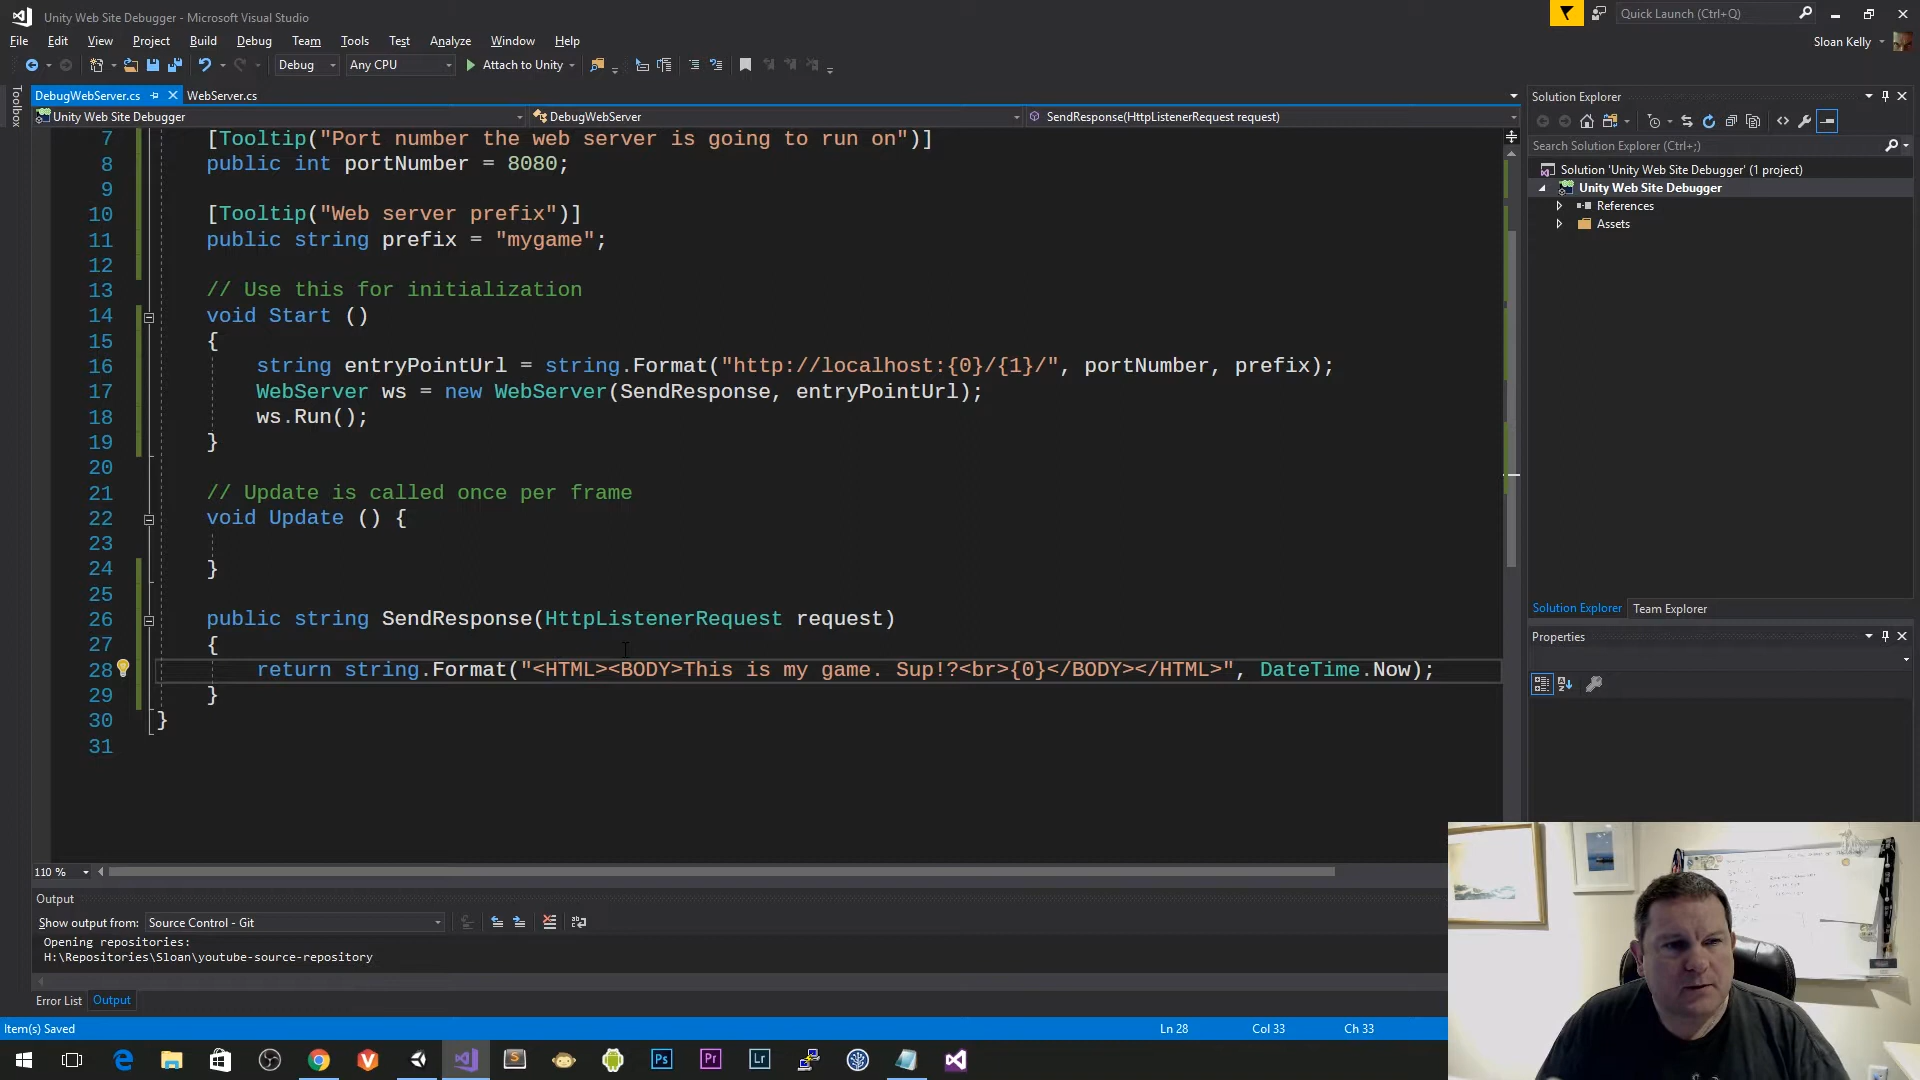 Unity Web Site Debugger - Microsoft Visual Studio
Quick Launch (Ctrl+Q)
File Edit View Project Build Debug Team Tools Test Analyze Window Help
Sloan Kelly
Debug Any CPU Attach to Unity
Toolbox
DebugWebServer.cs WebServer.cs
Unity Web Site Debugger DebugWebServer SendResponse(HttpListenerRequest request)
7 [Tooltip("Port number the web server is going to run on")]
8 public int portNumber = 8080;
9
10 [Tooltip("Web server prefix")]
11 public string prefix = "mygame";
12
13 // Use this for initialization
14 void Start ()
15 {
16 string entryPointUrl = string.Format("http://localhost:{0}/{1}/", portNumber, prefix);
17 WebServer ws = new WebServer(SendResponse, entryPointUrl);
18 ws.Run();
19 }
20
21 // Update is called once per frame
22 void Update () {
23
24 }
25
26 public string SendResponse(HttpListenerRequest request)
27 {
28 return string.Format("<HTML><BODY>This is my game. Sup!?<br>{0}</BODY></HTML>", DateTime.Now);
29 }
30 }
31
110 %
Output
Show output from: Source Control - Git
Opening repositories:
H:\Repositories\Sloan\youtube-source-repository
Error List Output
Item(s) Saved
Ln 28 Col 33 Ch 33
Solution Explorer
Search Solution Explorer (Ctrl+;)
Solution 'Unity Web Site Debugger' (1 project)
Unity Web Site Debugger
References
Assets
Solution Explorer Team Explorer
Properties
Ps Pr Lr